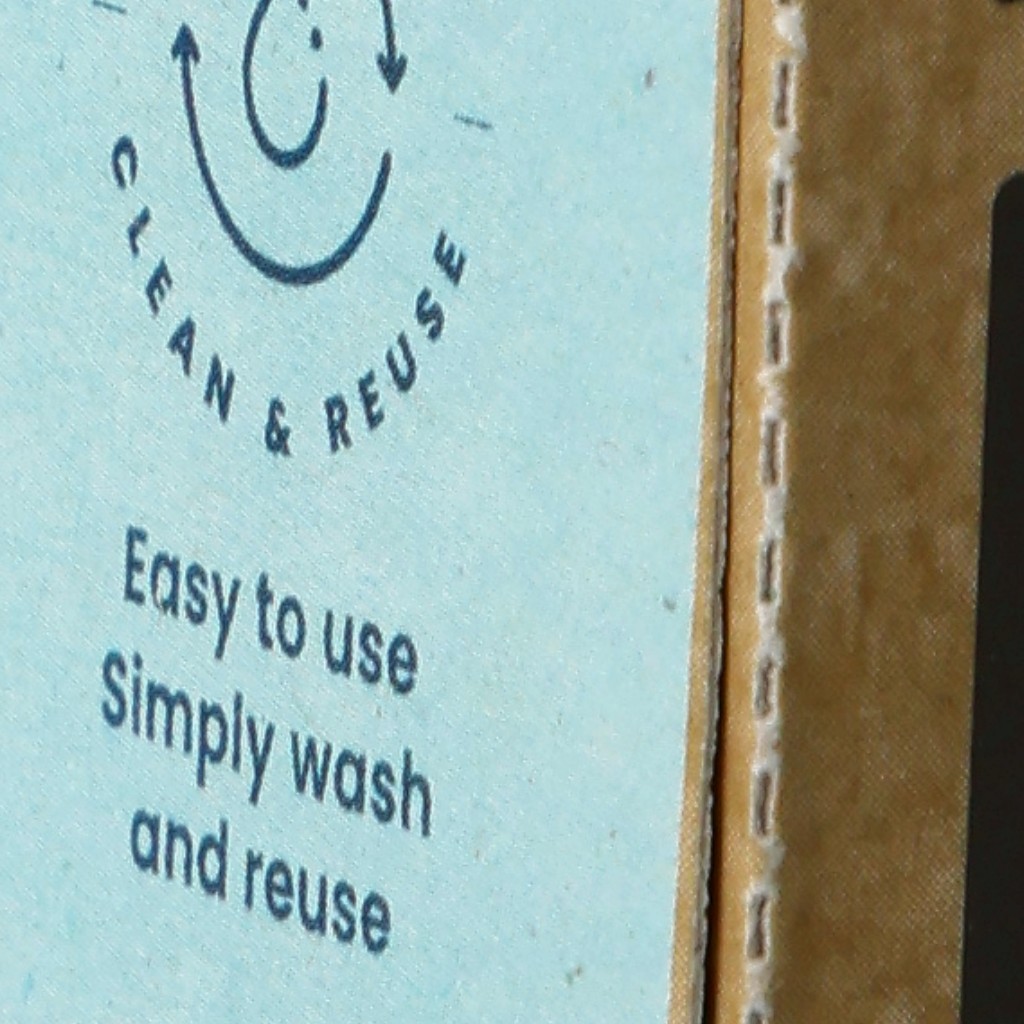 CLEAN & REUSE
Easy to use
Simply wash
and reuse